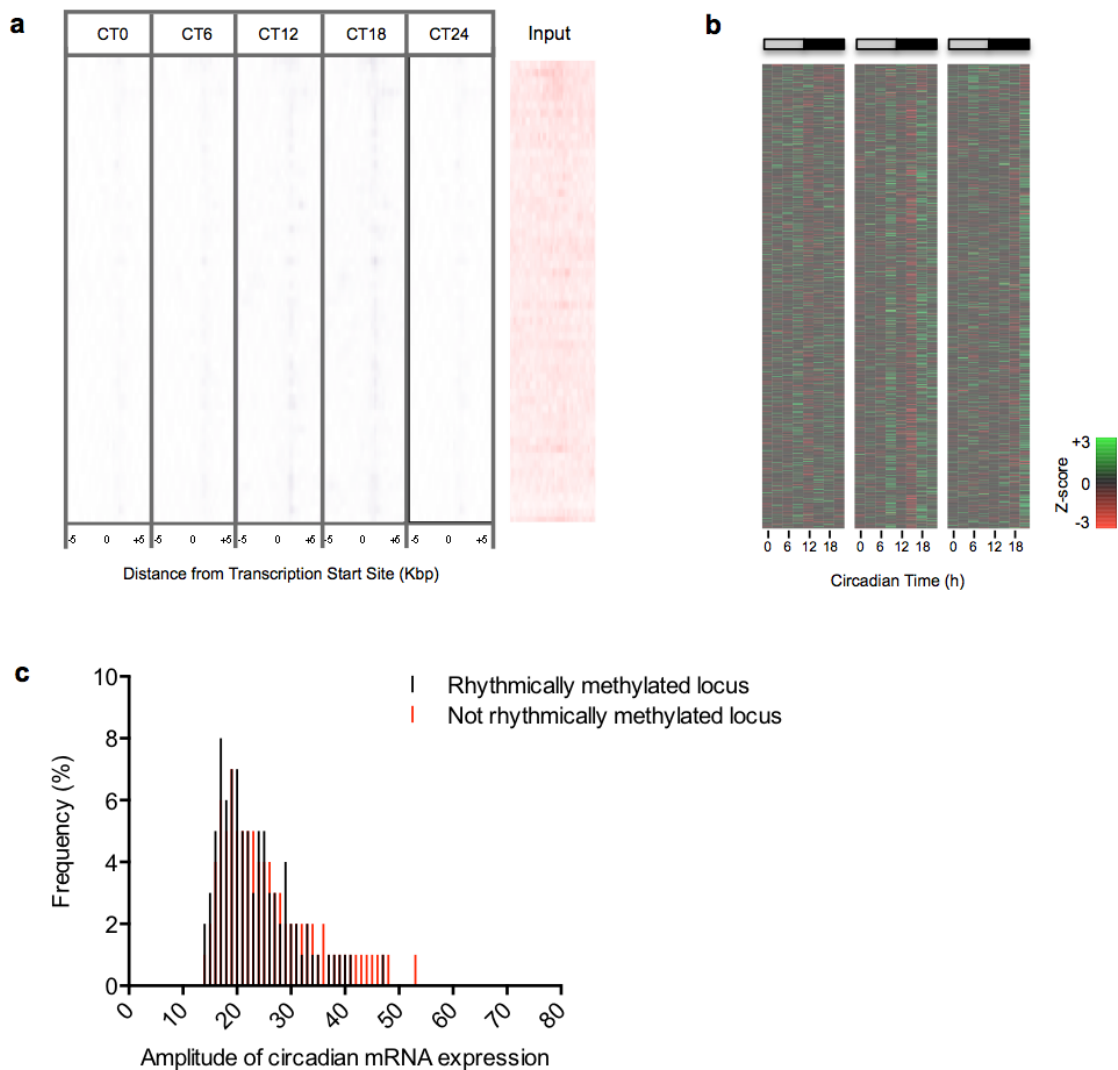 a
CT0 CT6 CT12 CT18 CT24 Input
-5 0 +5 -5 0 +5 -5 0 +5 -5 0 +5 -5 0 +5
Distance from Transcription Start Site (Kbp)
b
+3
0
-3
Z-score
0 6 12 18 0 6 12 18 0 6 12 18
Circadian Time (h)
c
Rhythmically methylated locus
Not rhythmically methylated locus
10
8
6
4
2
0
Frequency (%)
0 10 20 30 40 50 60 70 80
Amplitude of circadian mRNA expression